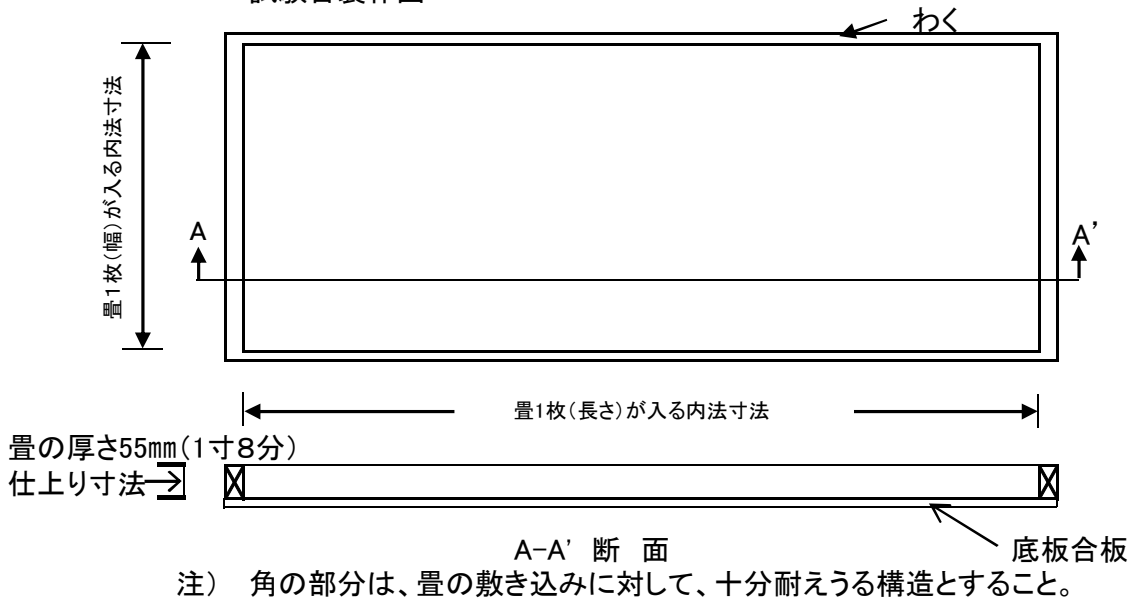 わく
畳1枚(幅)が入る内法寸法
A
A'
畳1枚(長さ)が入る内法寸法
畳の厚さ55mm(1寸8分)
仕上り寸法
A-A' 断 面
底板合板
注) 角の部分は、畳の敷き込みに対して、十分耐えうる構造とすること。